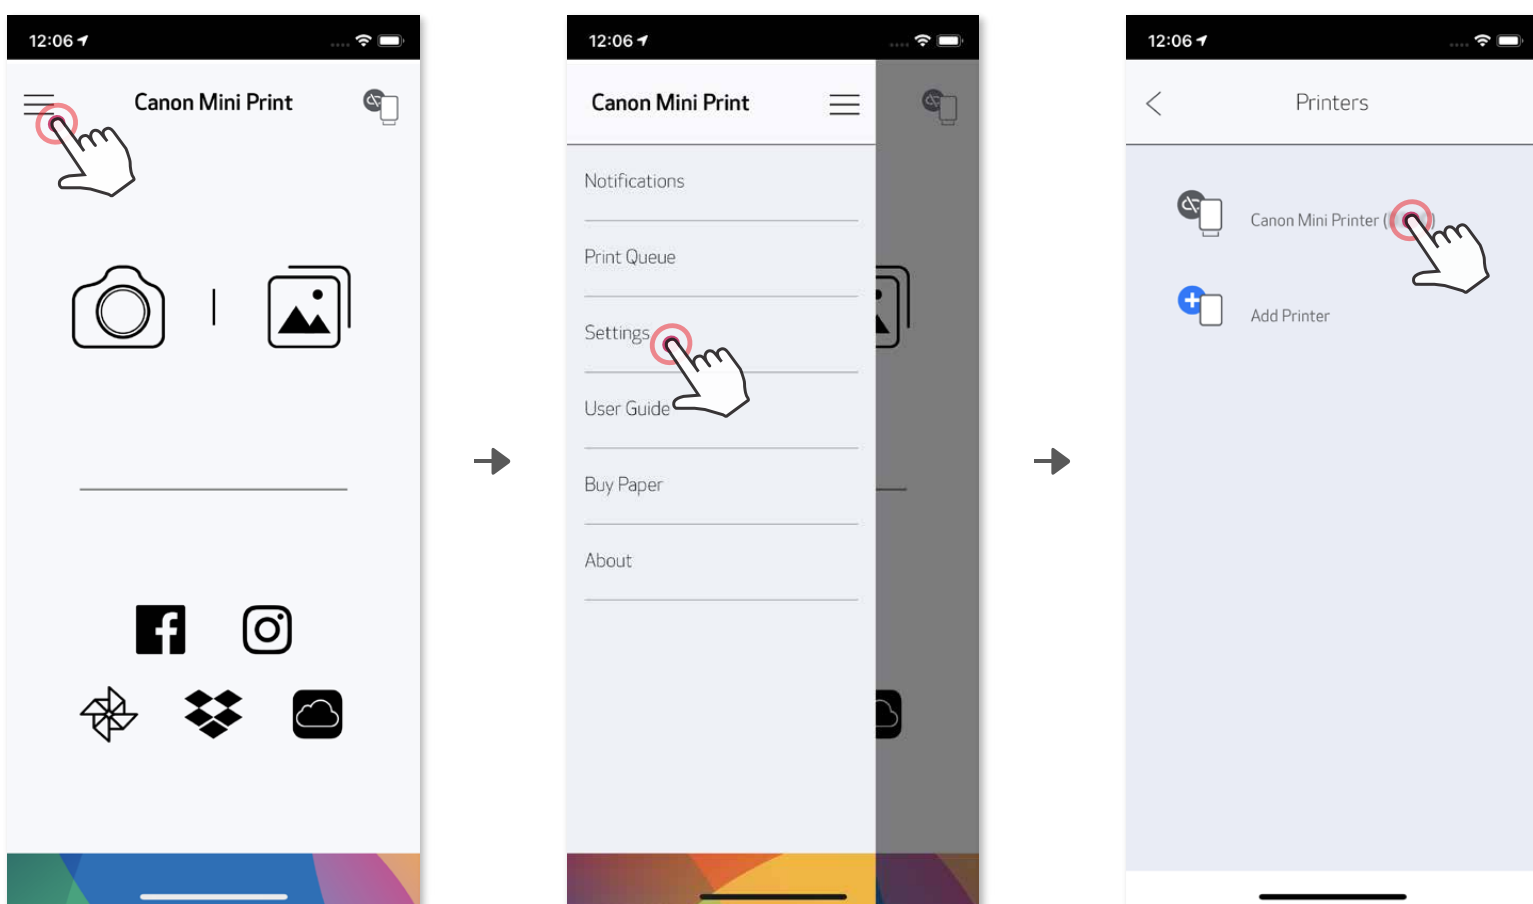 12:06
Canon Mini Print
12:06
Canon Mini Print
Notifications
Print Queue
Settings
User Guide
Buy Paper
About
12:06
Printers
Canon Mini Printer ( )
Add Printer